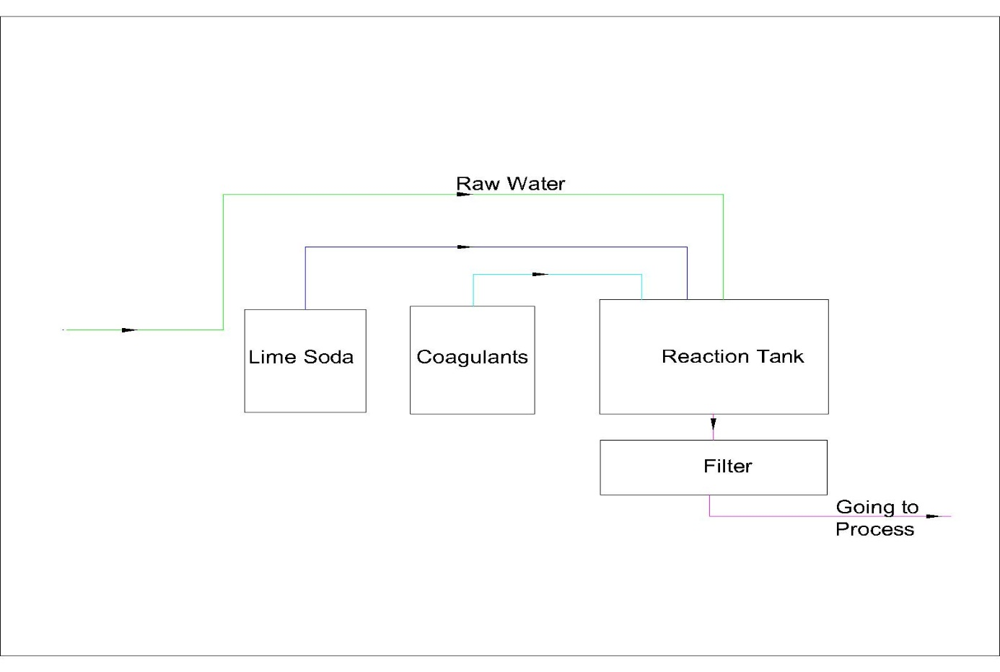 Raw Water
Lime Soda
Coagulants
Reaction Tank
Filter
Going to
Process